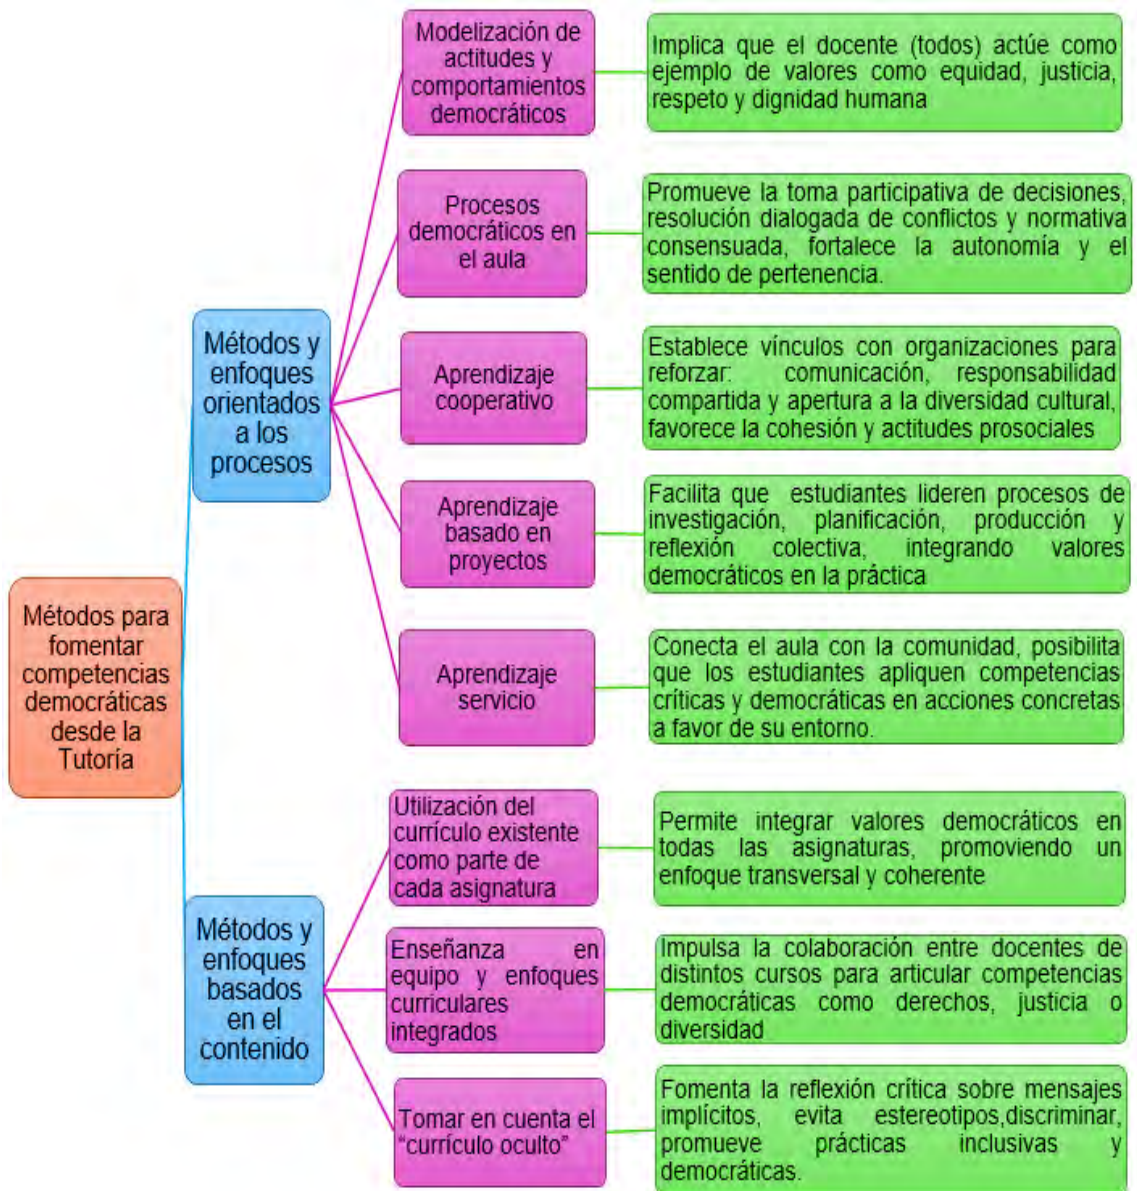 Métodos para
fomentar
competencias
democráticas
desde la
Tutoría
Métodos y
enfoques
orientados
a los
procesos
Modelización de
actitudes y
comportamientos
democráticos
Implica que el docente (todos) actúe como
ejemplo de valores como equidad, justicia,
respeto y dignidad humana
Procesos
democráticos en
el aula
Promueve la toma participativa de decisiones,
resolución dialogada de conflictos y normativa
consensuada, fortalece la autonomía y el
sentido de pertenencia.
Aprendizaje
cooperativo
Establece vínculos con organizaciones para
reforzar: comunicación, responsabilidad
compartida y apertura a la diversidad cultural,
favorece la cohesión y actitudes prosociales
Aprendizaje
basado en
proyectos
Facilita que estudiantes lideren procesos de
investigación, planificación, producción y
reflexión colectiva, integrando valores
democráticos en la práctica
Aprendizaje
servicio
Conecta el aula con la comunidad, posibilita
que los estudiantes apliquen competencias
críticas y democráticas en acciones concretas
a favor de su entorno.
Métodos y
enfoques
basados
en el
contenido
Utilización del
currículo existente
como parte de
cada asignatura
Permite integrar valores democráticos en
todas las asignaturas, promoviendo un
enfoque transversal y coherente
Enseñanza en
equipo y enfoques
curriculares
integrados
Impulsa la colaboración entre docentes de
distintos cursos para articular competencias
democráticas como derechos, justicia o
diversidad
Tomar en cuenta el
“currículo oculto”
Fomenta la reflexión crítica sobre mensajes
implícitos, evita estereotipos,discriminar,
promueve prácticas inclusivas y
democráticas.